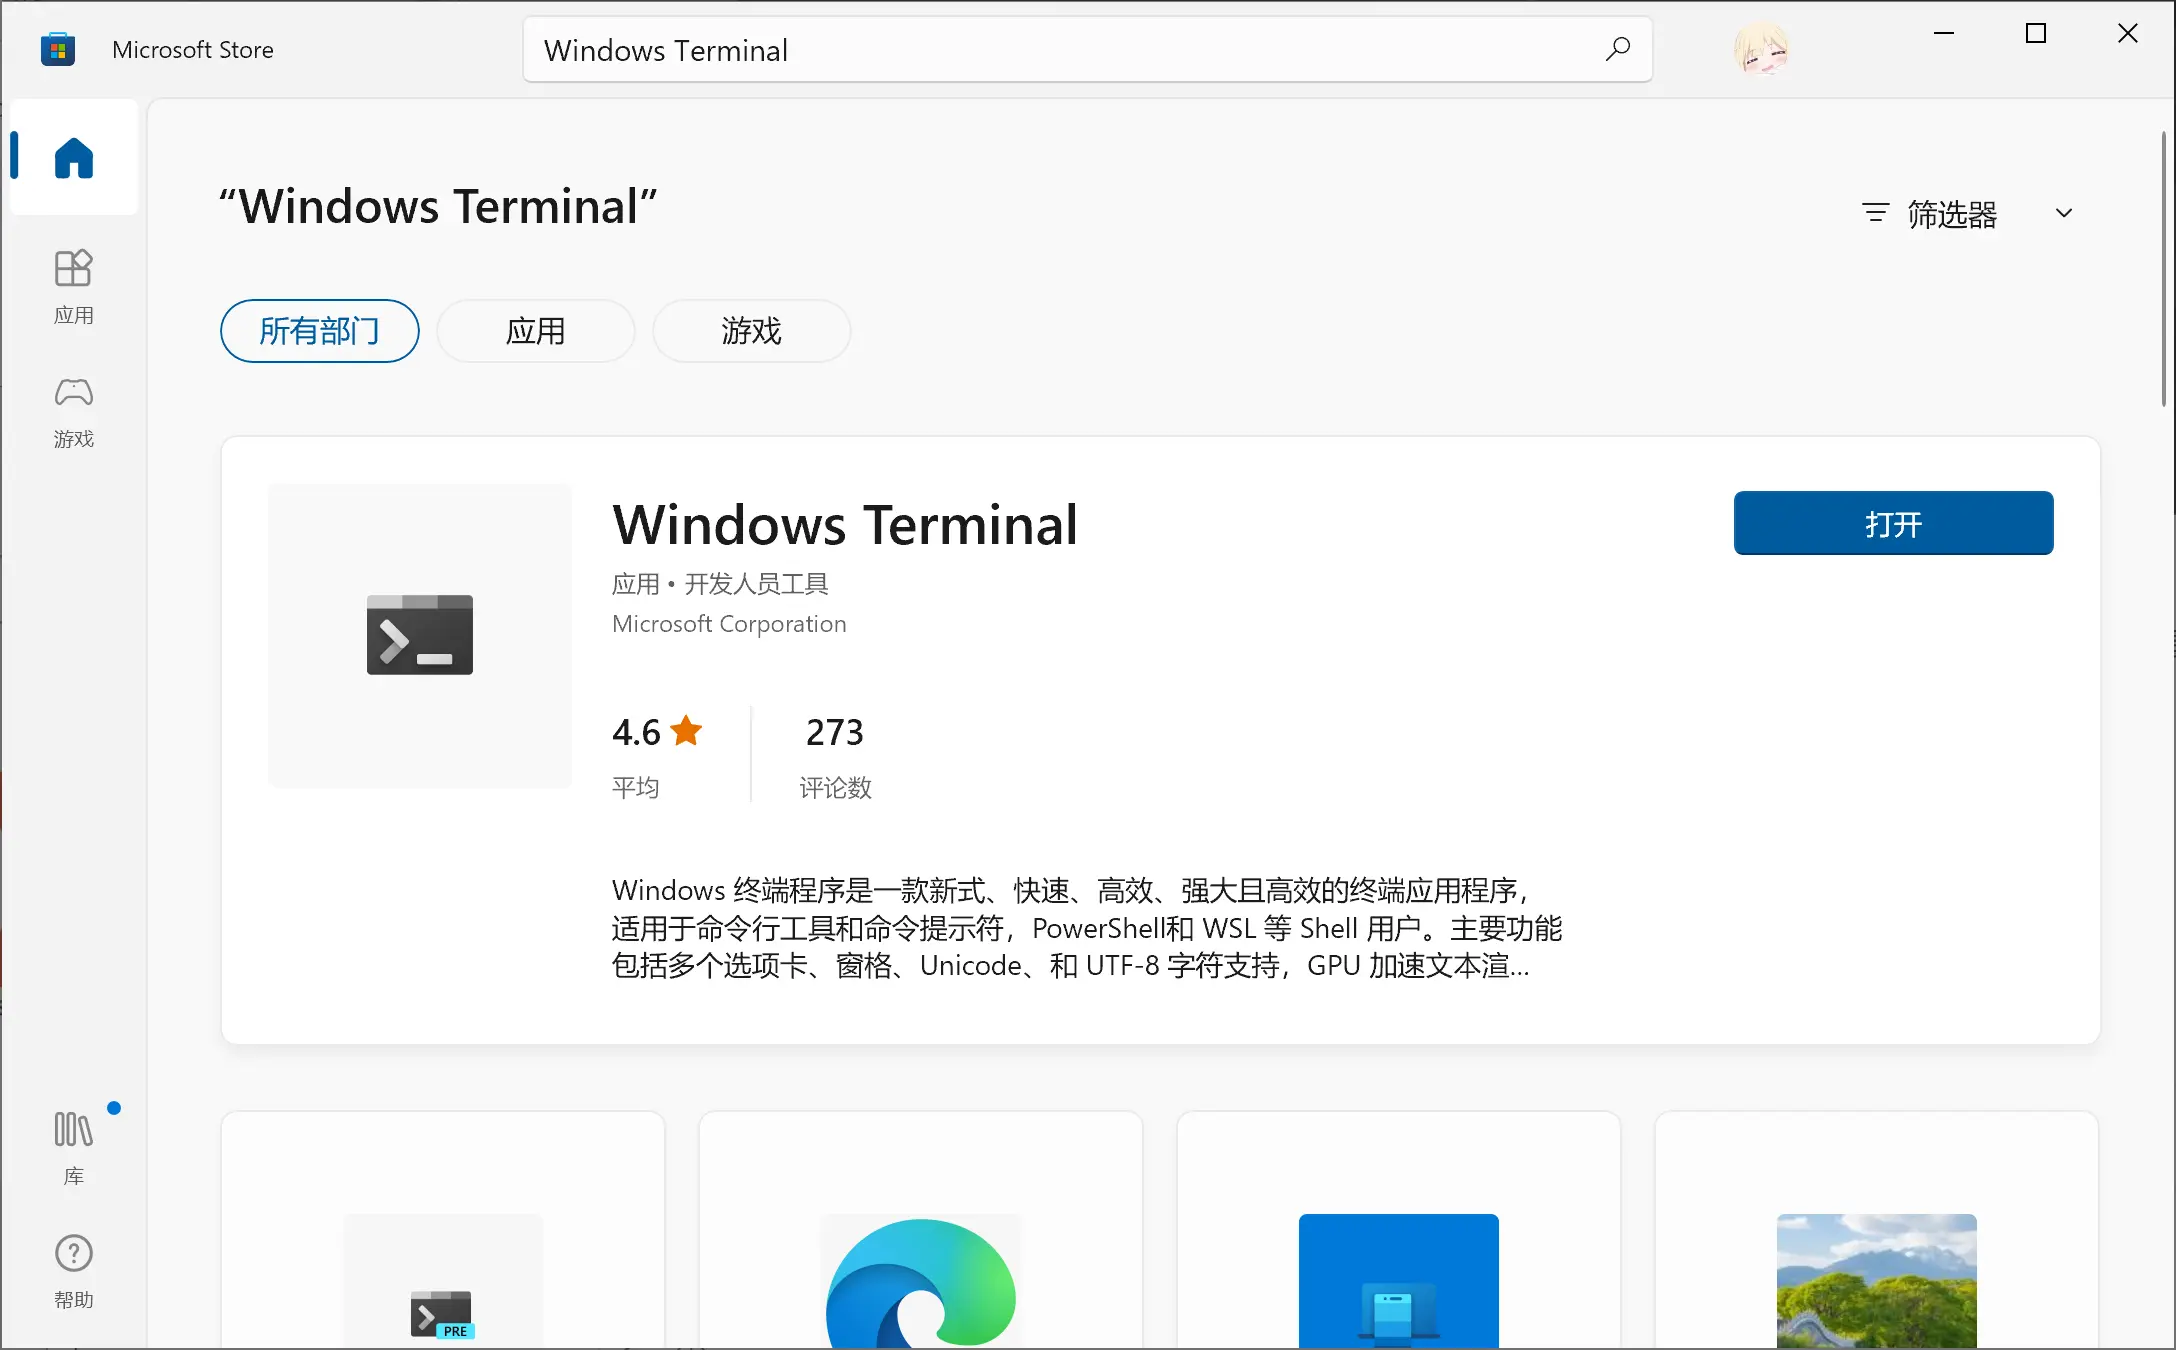 Microsoft Store
Windows Terminal
“Windows Terminal”
筛选器
所有部门
应用
游戏
应用
游戏
Windows Terminal
打开
应用 • 开发人员工具
Microsoft Corporation
4.6
273
平均
评论数
Windows 终端程序是一款新式、快速、高效、强大且高效的终端应用程序，
适用于命令行工具和命令提示符，PowerShell和 WSL 等 Shell 用户。主要功能
包括多个选项卡、窗格、Unicode、和 UTF-8 字符支持，GPU 加速文本渲...
库
帮助
PRE